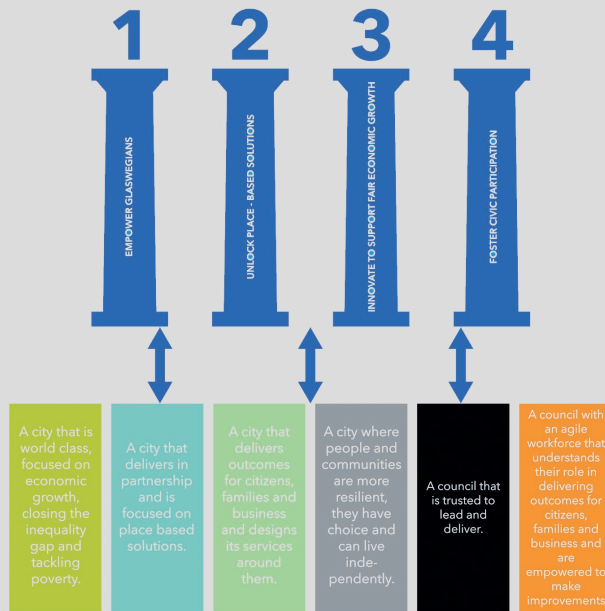 1
2
3
4
EMPOWER GLASWEGIANS
UNLOCK PLACE - BASED SOLUTIONS
INNOVATE TO SUPPORT FAIR ECONOMIC GROWTH
FOSTER CIVIC PARTICIPATION
A city that is
world class,
focused on
economic
growth,
closing the
inequality
gap and
tackling
poverty.
A city that
delivers in
partnership
and is
focused on
place based
solutions.
A city that
delivers
outcomes
for citizens,
families and
business
and designs
its services
around
them.
A city where
people and
communities
are more
resilient,
they have
choice and
can live
inde-
pendently.
A council that
is trusted to
lead and
deliver.
A council with
an agile
workforce that
understands
their role in
delivering
outcomes for
citizens,
families and
business and
are
empowered to
make
improvements